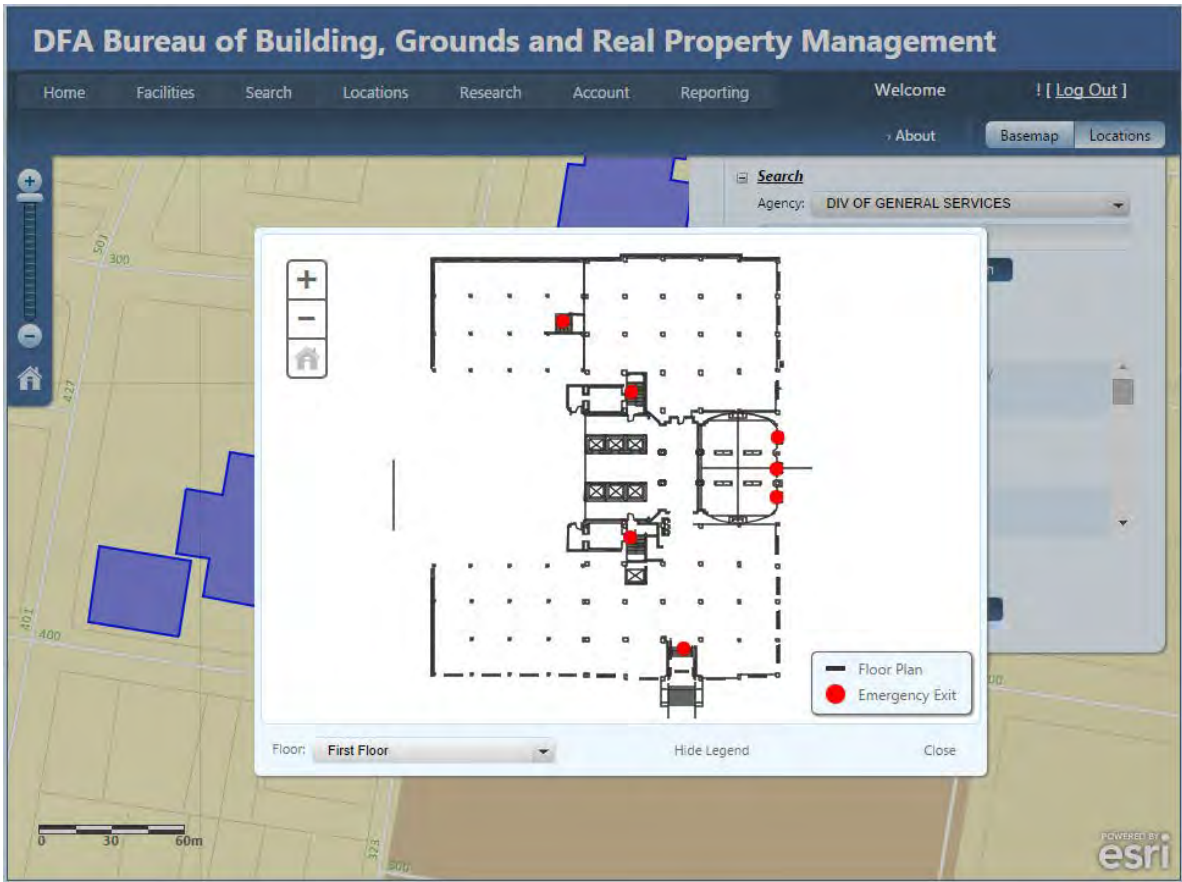 DFA Bureau of Building, Grounds and Real Property Management
Home Facilities Search Locations Research Account Reporting Welcome ! [ Log Out ]
› About Basemap Locations
Search
Agency: DIV OF GENERAL SERVICES
501
300
427
401
400
Floor Plan
Emergency Exit
Floor: First Floor Hide Legend Close
0 30 60m
323
500
POWERED BY
esri